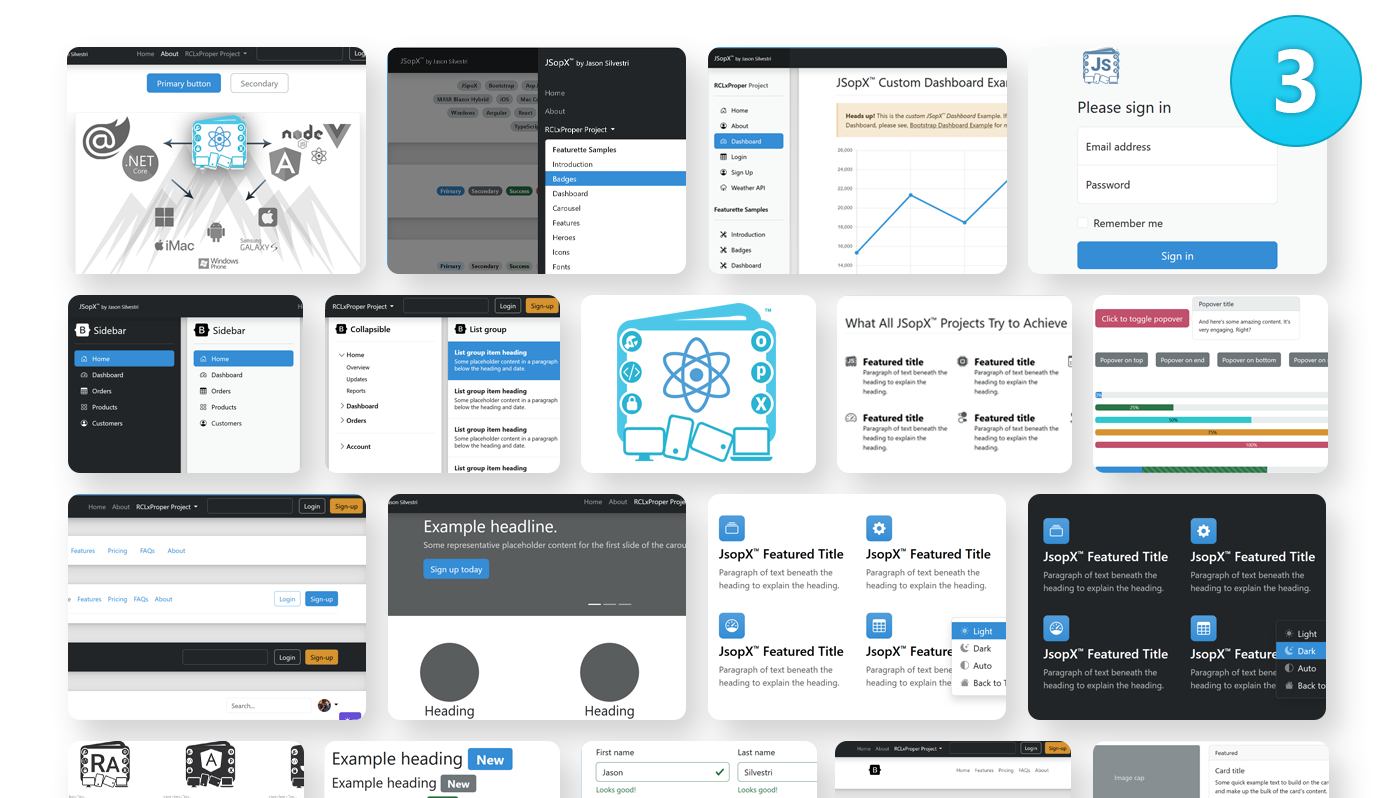 3
Silvestri Home About RCLxProper Project
Primary button Secondary
.NET
Core
node
JS
A
iMac
Samsung
GALAXY S
Windows
Phone
JSopX™ by Jason Silvestri
JSopX Bootstrap
MAUI Blazor Hybrid iOS
Windows Angular React
Primary Secondary Success
Primary Secondary Success
JSopX™ by Jason Silvestri
Home
About
RCLxProper Project
Featurette Samples
Introduction
Badges
Dashboard
Carousel
Features
Heroes
Icons
Fonts
JSopX™ by Jason Silvestri
RCLxProper Project
Home
About
Dashboard
Login
Sign Up
Weather API
Featurette Samples
Introduction
Badges
Dashboard
JSopX™ Custom Dashboard
Heads up! This is the custom JSopX™ Dashboard Example. If
Dashboard, please see, Bootstrap Dashboard Example for
26,000
24,000
22,000
20,000
18,000
16,000
14,000
JS
Please sign in
Email address
Password
Remember me
Sign in
JSopX™ by Jason Silvestri
B Sidebar
Home
Dashboard
Orders
Products
Customers
B Sidebar
Home
Dashboard
Orders
Products
Customers
RCLxProper Project Login Sign-up
B Collapsible
Home
Overview
Updates
Reports
Dashboard
Orders
Account
B List group
List group item heading
Some placeholder content in a paragraph
below the heading and date.
List group item heading
Some placeholder content in a paragraph
below the heading and date.
List group item heading
Some placeholder content in a paragraph
below the heading and date.
List group item heading
™
O
P
X
What All JSopX™ Projects Try to Achieve
Featured title
Paragraph of text beneath the
heading to explain the
heading.
Featured title
Paragraph of text beneath the
heading to explain the
heading.
Featured title
Paragraph of text beneath the
heading to explain the
heading.
Featured title
Paragraph of text beneath the
heading to explain the
heading.
Click to toggle popover
Popover title
And here's some amazing content. It's
very engaging. Right?
Popover on top Popover on end Popover on bottom Popover on
25%
50%
75%
100%
Home About RCLxProper Project Login Sign-up
Features Pricing FAQs About
Features Pricing FAQs About Login Sign-up
Login Sign-up
Search...
Silvestri Home About RCLxProper
Example headline.
Some representative placeholder content for the first slide of the
Sign up today
Heading
Heading
JsopX™ Featured Title
Paragraph of text beneath the
heading to explain the heading.
JsopX™ Featured Title
Paragraph of text beneath the
heading to explain the heading.
JsopX™ Featured Title
Paragraph of text beneath the
heading to explain the heading.
JsopX™
Paragraph of text
heading to explain
Light
Dark
Auto
Back to
JsopX™ Featured Title
Paragraph of text beneath the
heading to explain the heading.
JsopX™ Featured Title
Paragraph of text beneath the
heading to explain the heading.
JsopX™ Featured Title
Paragraph of text beneath the
heading to explain the heading.
JsopX™
Paragraph of text
heading to explain
Light
Dark
Auto
Back to
RA
A
Example heading New
Example heading New
First name
Jason
Looks good!
Last name
Silvestri
Looks good!
Home About RCLxProper Project Login Sign-up
B Home Features Pricing FAQs About
Image cap
Featured
Card title
Some quick example text to build on the
and make up the bulk of the card's content.